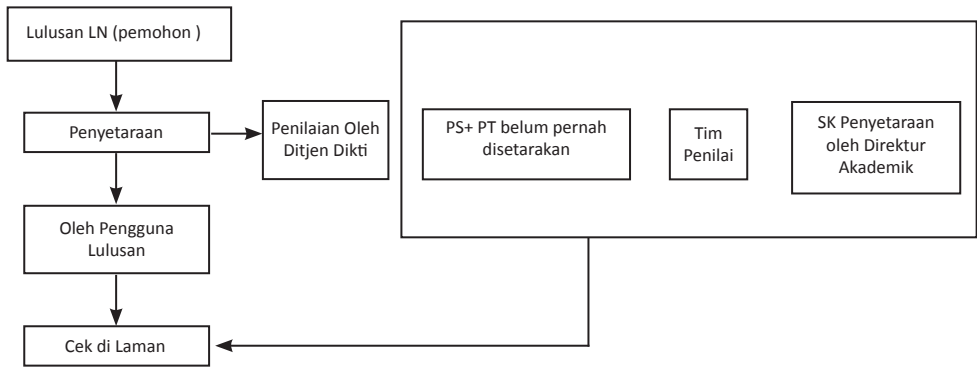 Lulusan LN (pemohon )
Penyetaraan
Penilaian Oleh
Ditjen Dikti
PS+ PT belum pernah
disetarakan
Tim
Penilai
SK Penyetaraan
oleh Direktur
Akademik
Oleh Pengguna
Lulusan
Cek di Laman